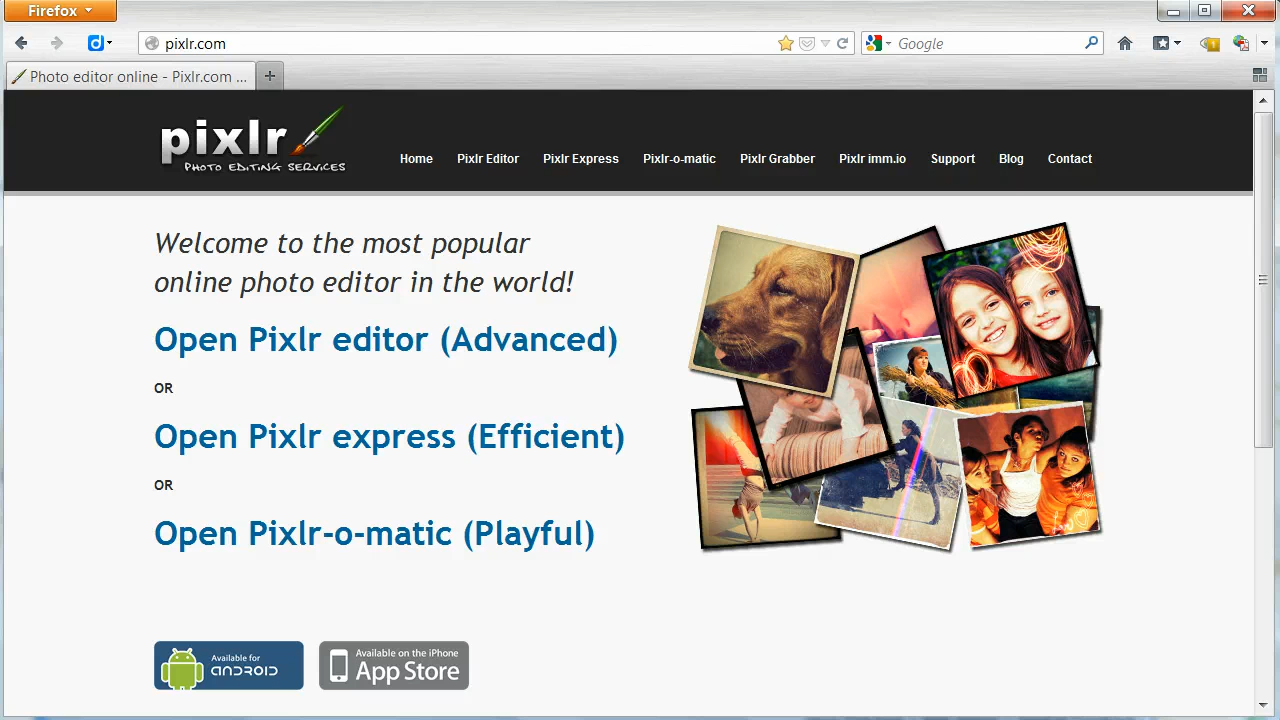 Firefox
pixlr.com
Google
Photo editor online - Pixlr.com ...
pixlr
PHOTO EDITING SERVICES
Home Pixlr Editor Pixlr Express Pixlr-o-matic Pixlr Grabber Pixlr imm.io Support Blog Contact
Welcome to the most popular
online photo editor in the world!
Open Pixlr editor (Advanced)
OR
Open Pixlr express (Efficient)
OR
Open Pixlr-o-matic (Playful)
Available for
ANDROID
Available on the iPhone
App Store